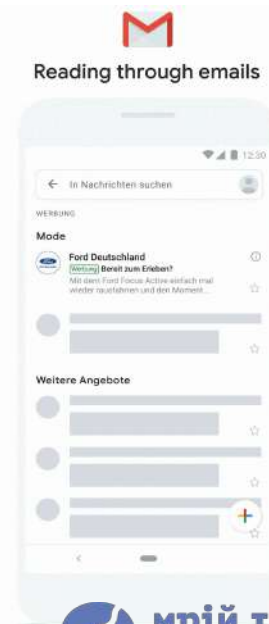 Reading through emails
12:30
In Nachrichten suchen
WERBUNG
Mode
Ford Deutschland
Werbung Bereit zum Erleben?
Mit dem Ford Focus Active einfach mal
wieder rausfahren und den Moment...
Weitere Angebote